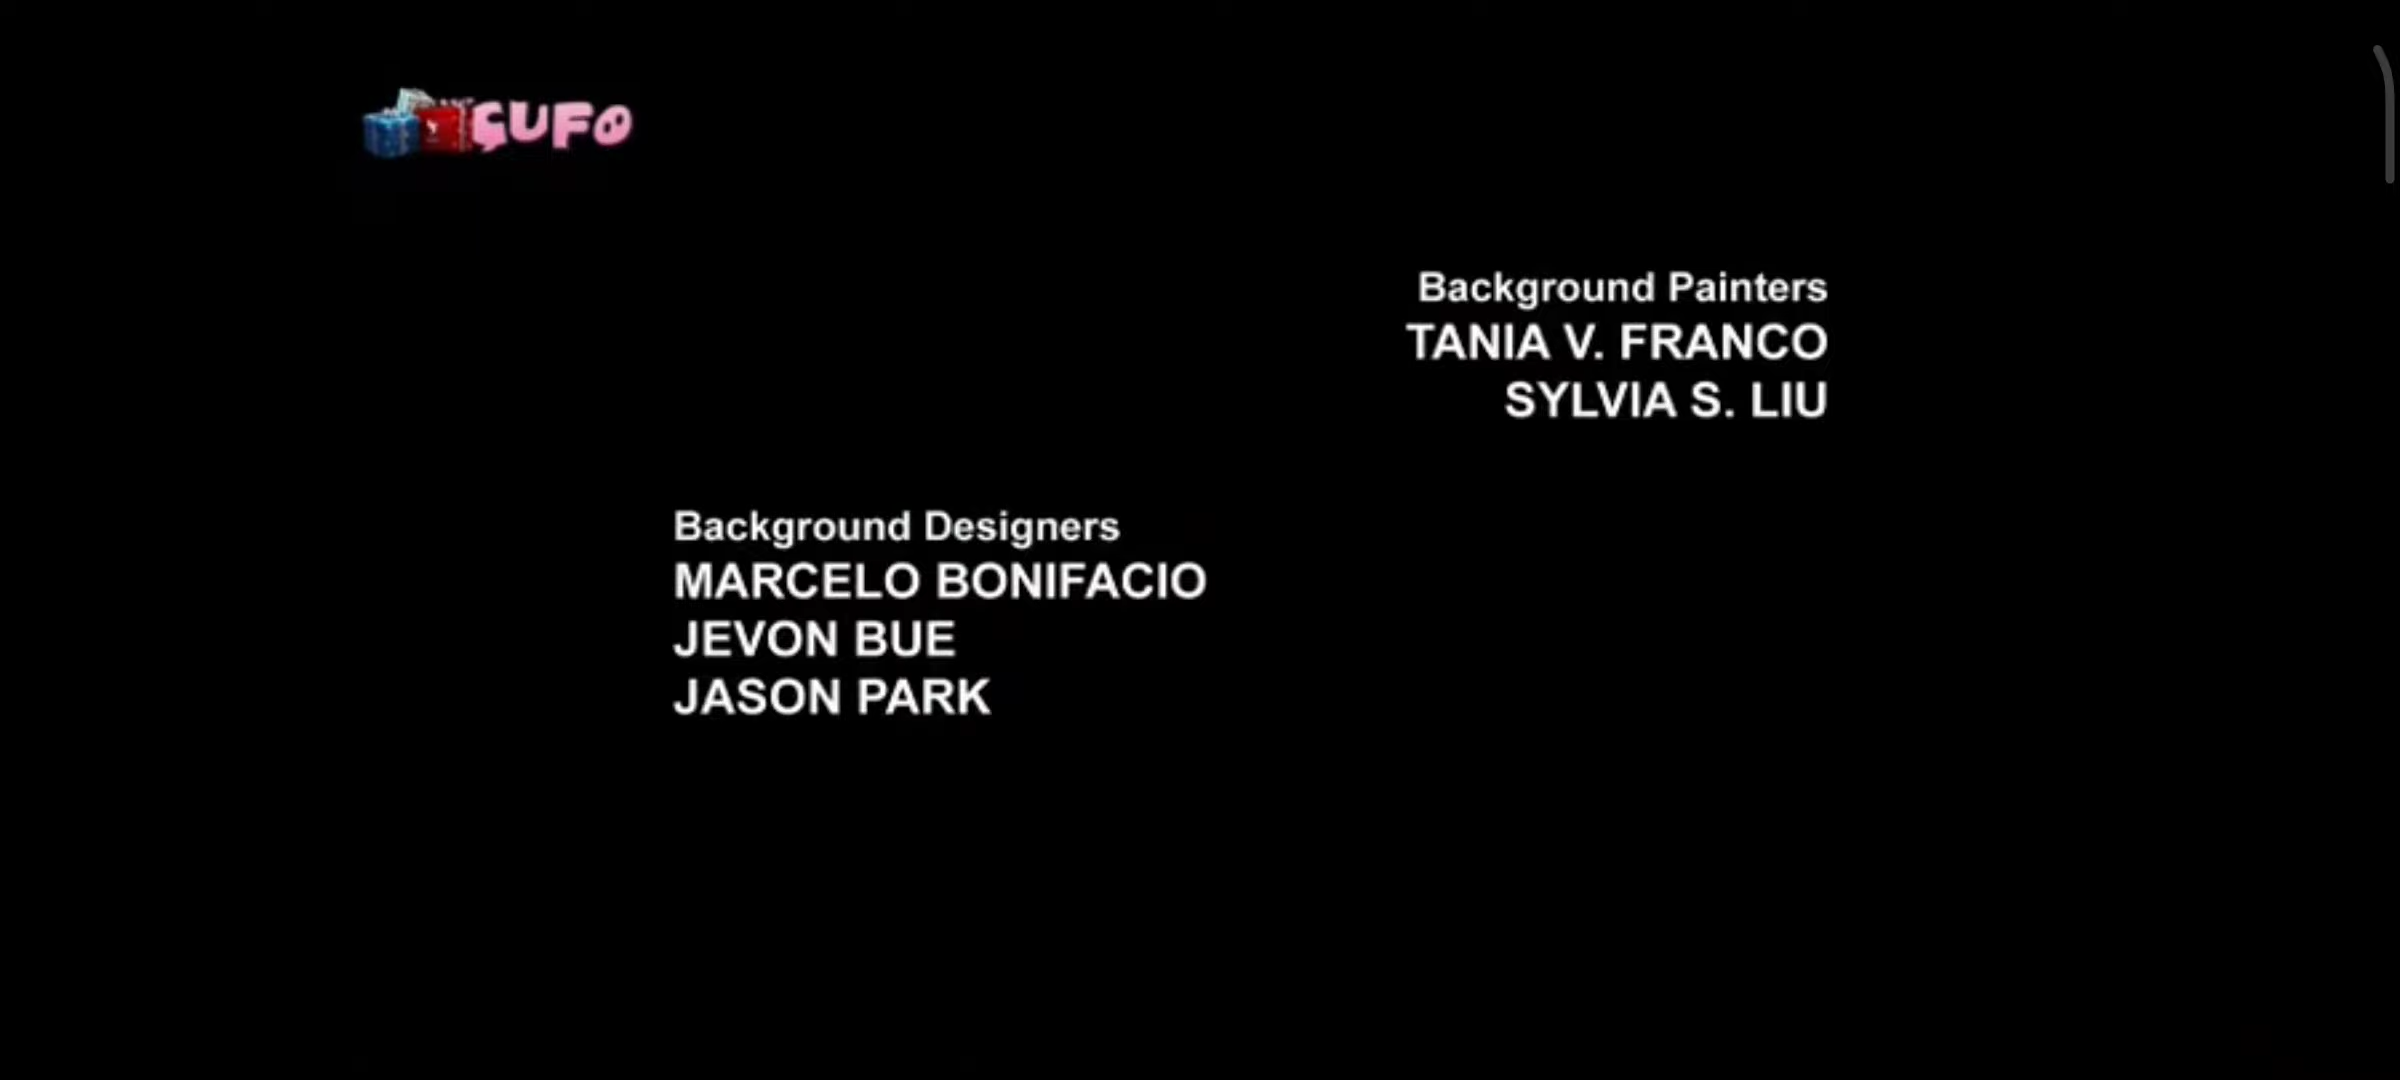 ÇUFO
Background Painters
TANIA V. FRANCO
SYLVIA S. LIU
Background Designers
MARCELO BONIFACIO
JEVON BUE
JASON PARK